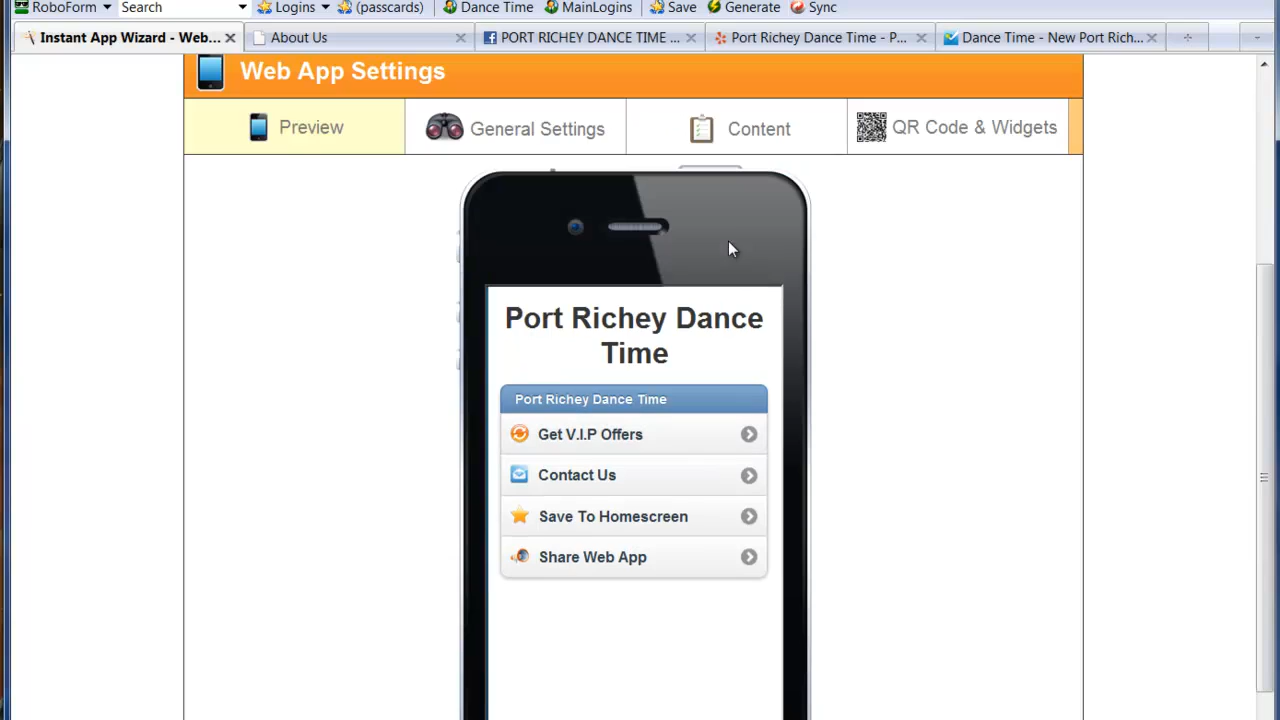 RoboForm Search Logins (passcards) Dance Time MainLogins Save Generate Sync
Instant App Wizard - Web... About Us PORT RICHEY DANCE TIME ... Port Richey Dance Time - P... Dance Time - New Port Rich...
Web App Settings
Preview General Settings Content QR Code & Widgets
Port Richey Dance
Time
Port Richey Dance Time
Get V.I.P Offers
Contact Us
Save To Homescreen
Share Web App